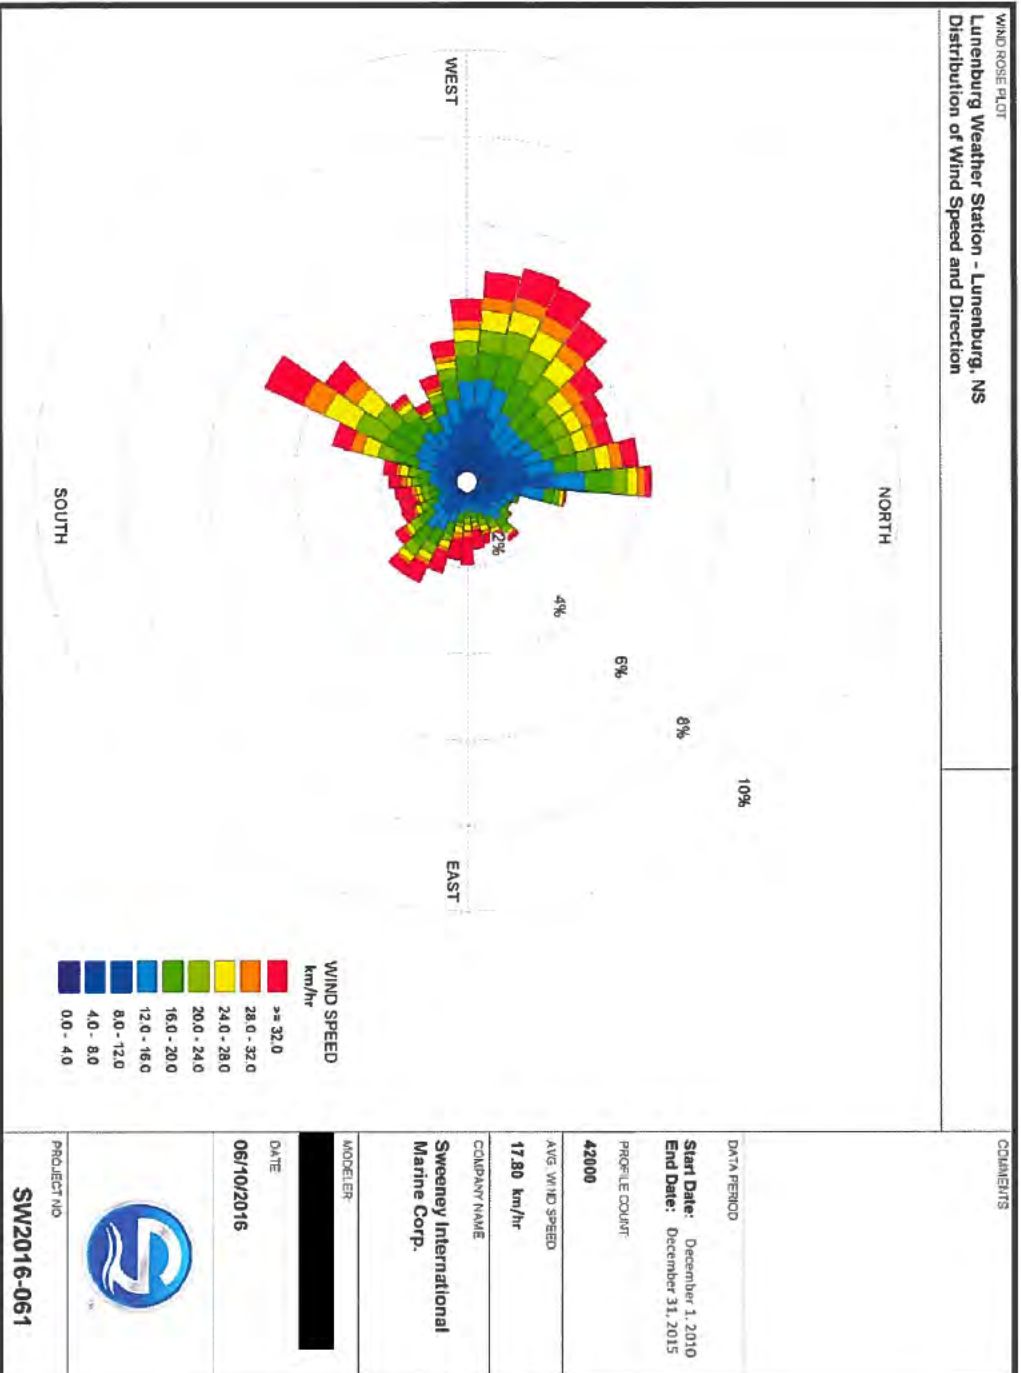 WIND ROSE PLOT
Lunenburg Weather Station - Lunenburg, NS
Distribution of Wind Speed and Direction
NORTH
10%
8%
6%
4%
2%
WEST
EAST
SOUTH
WIND SPEED
km/hr
>= 32.0
28.0 - 32.0
24.0 - 28.0
20.0 - 24.0
16.0 - 20.0
12.0 - 16.0
8.0 - 12.0
4.0 - 8.0
0.0 - 4.0
COMMENTS
DATA PERIOD
Start Date: December 1, 2010
End Date: December 31, 2015
PROFILE COUNT
42000
AVG. WIND SPEED
17.80 km/hr
COMPANY NAME
Sweeney International
Marine Corp.
MODELER
DATE
06/10/2016
PROJECT NO
SW2016-061